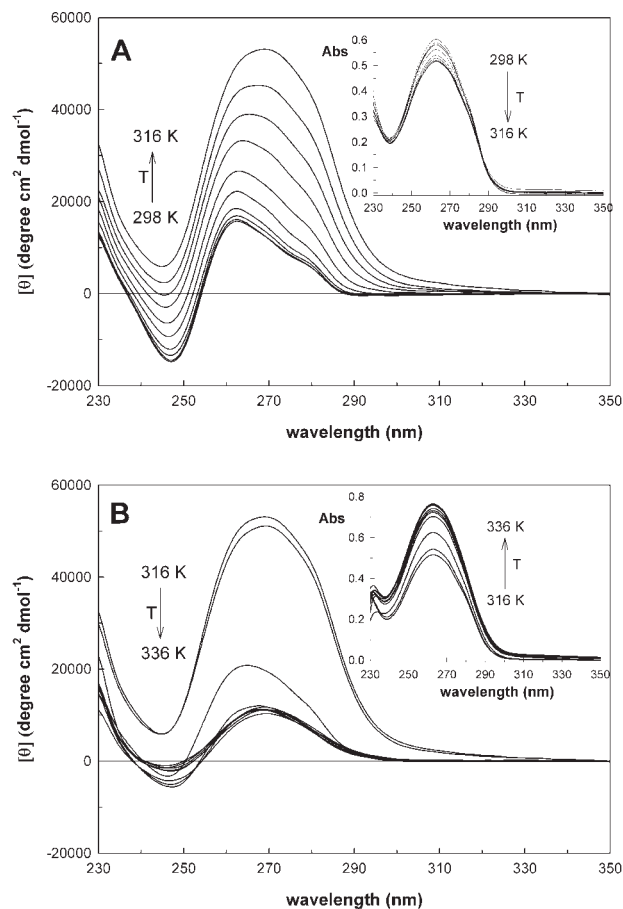 A
[θ] (degree cm² dmol⁻¹)
60000
40000
20000
0
-20000
316 K
T
298 K
230 250 270 290 310 330 350
wavelength (nm)
Abs
0.6
0.5
0.4
0.3
0.2
0.1
0.0
298 K
T
316 K
230 250 270 290 310 330 350
wavelength (nm)
B
[θ] (degree cm² dmol⁻¹)
60000
40000
20000
0
-20000
316 K
T
336 K
230 250 270 290 310 330 350
wavelength (nm)
Abs
0.8
0.6
0.4
0.2
0.0
336 K
T
316 K
230 250 270 290 310 330 350
wavelength (nm)